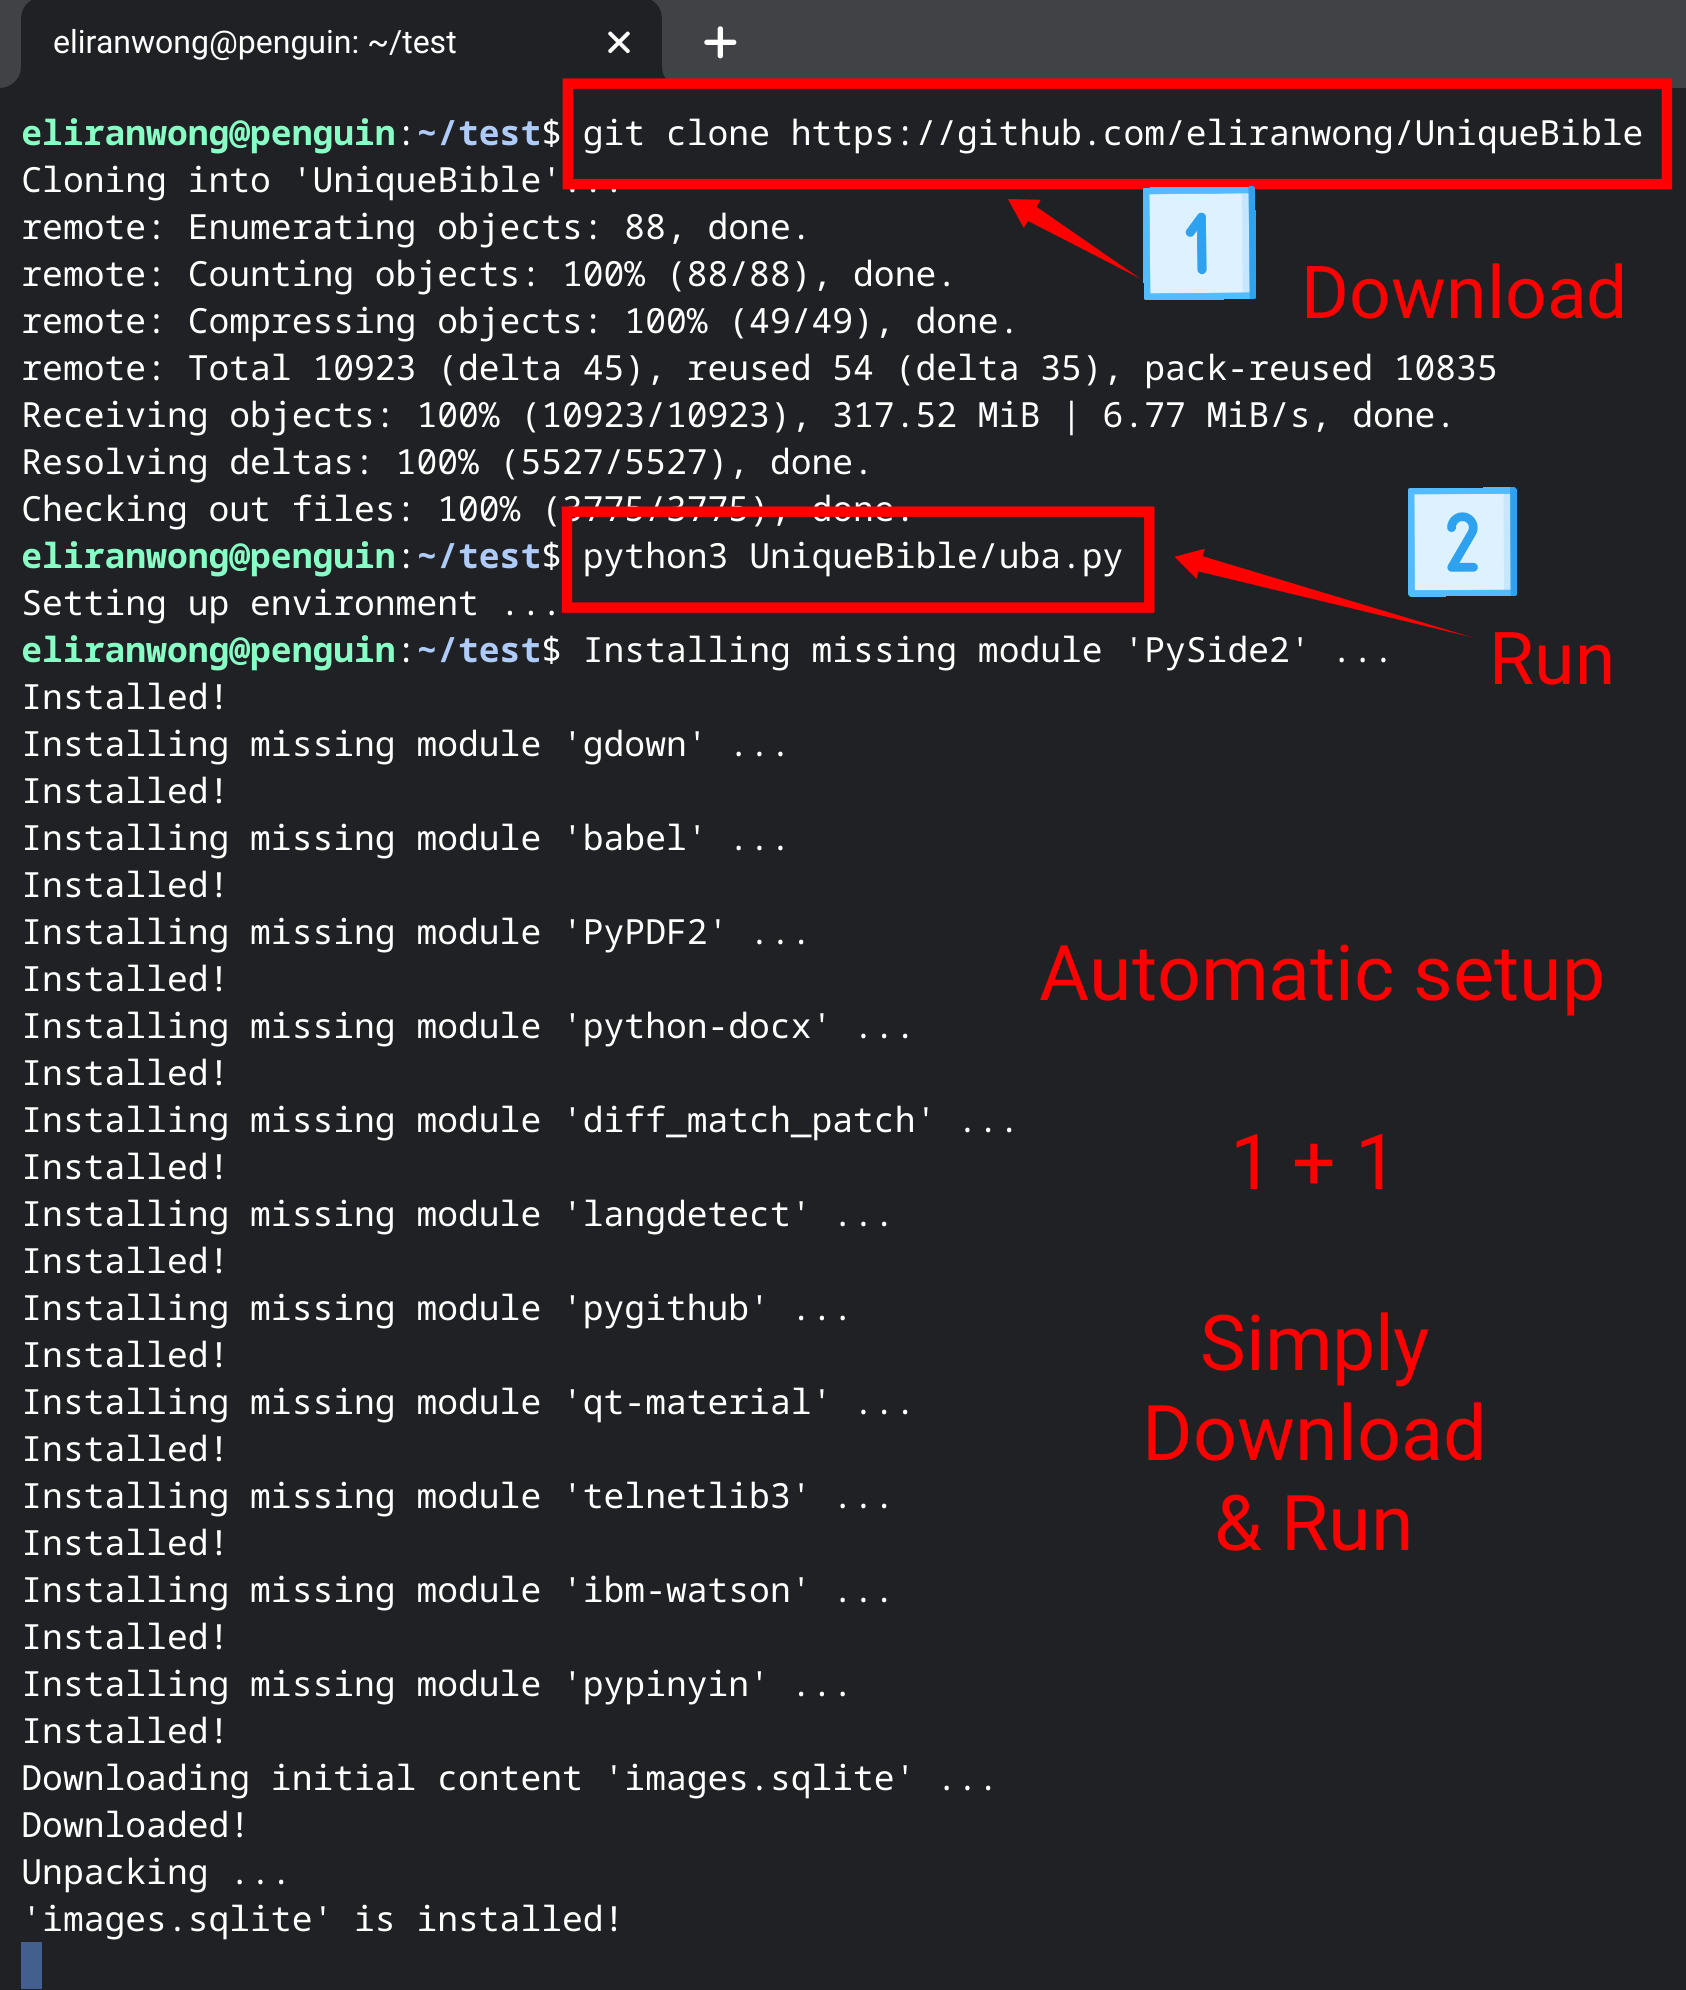 eliranwong@penguin: ~/test
eliranwong@penguin:~/test$ git clone https://github.com/eliranwong/UniqueBible
Cloning into 'UniqueBible'...
remote: Enumerating objects: 88, done.
1
remote: Counting objects: 100% (88/88), done.
Download
remote: Compressing objects: 100% (49/49), done.
remote: Total 10923 (delta 45), reused 54 (delta 35), pack-reused 10835
Receiving objects: 100% (10923/10923), 317.52 MiB | 6.77 MiB/s, done.
Resolving deltas: 100% (5527/5527), done.
Checking out files: 100% (3775/3775), done.
eliranwong@penguin:~/test$ python3 UniqueBible/uba.py
2
Setting up environment ...
eliranwong@penguin:~/test$ Installing missing module 'PySide2' ...
Run
Installed!
Installing missing module 'gdown' ...
Installed!
Installing missing module 'babel' ...
Installed!
Installing missing module 'PyPDF2' ...
Installed!
Automatic setup
Installing missing module 'python-docx' ...
Installed!
Installing missing module 'diff_match_patch' ...
Installed!
1 + 1
Installing missing module 'langdetect' ...
Installed!
Installing missing module 'pygithub' ...
Installed!
Simply
Download
& Run
Installing missing module 'qt-material' ...
Installed!
Installing missing module 'telnetlib3' ...
Installed!
Installing missing module 'ibm-watson' ...
Installed!
Installing missing module 'pypinyin' ...
Installed!
Downloading initial content 'images.sqlite' ...
Downloaded!
Unpacking ...
'images.sqlite' is installed!